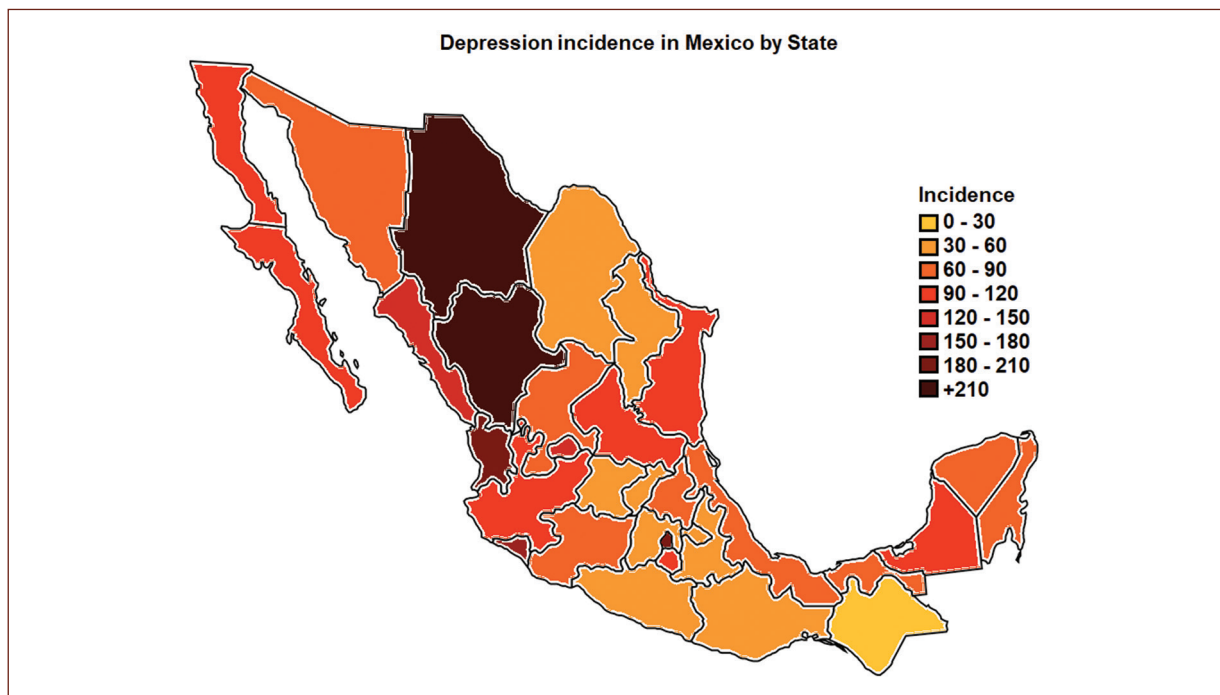 Depression incidence in Mexico by State
Incidence
0 - 30
30 - 60
60 - 90
90 - 120
120 - 150
150 - 180
180 - 210
+210